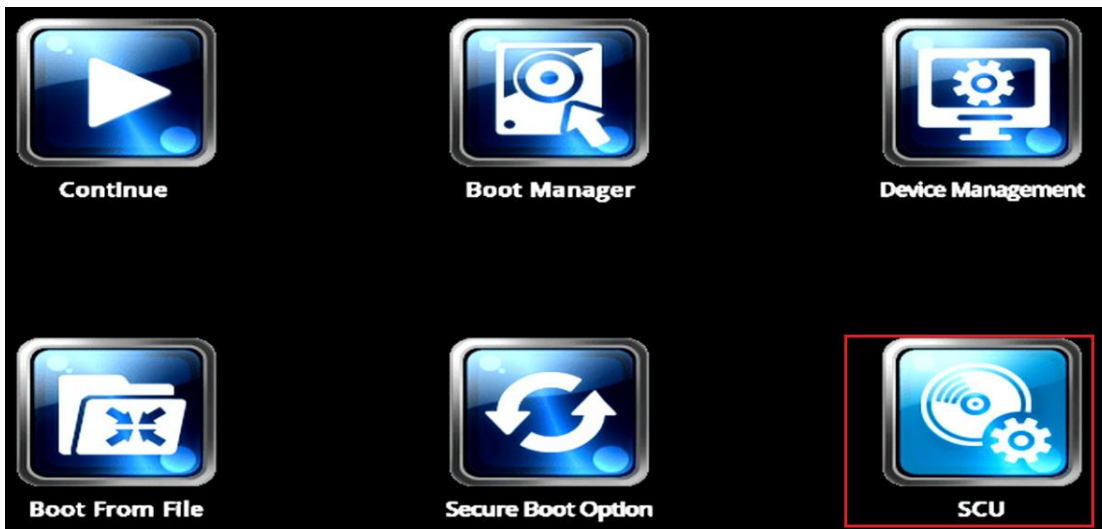 Continue
Boot Manager
Device Management
Boot From File
Secure Boot Option
SCU